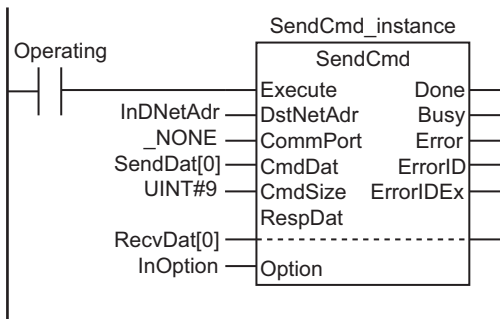 SendCmd_instance
Operating
SendCmd
Execute Done
InDNetAdr DstNetAdr Busy
_NONE CommPort Error
SendDat[0] CmdDat ErrorID
UINT#9 CmdSize ErrorIDEx
RespDat
RecvDat[0]
InOption Option